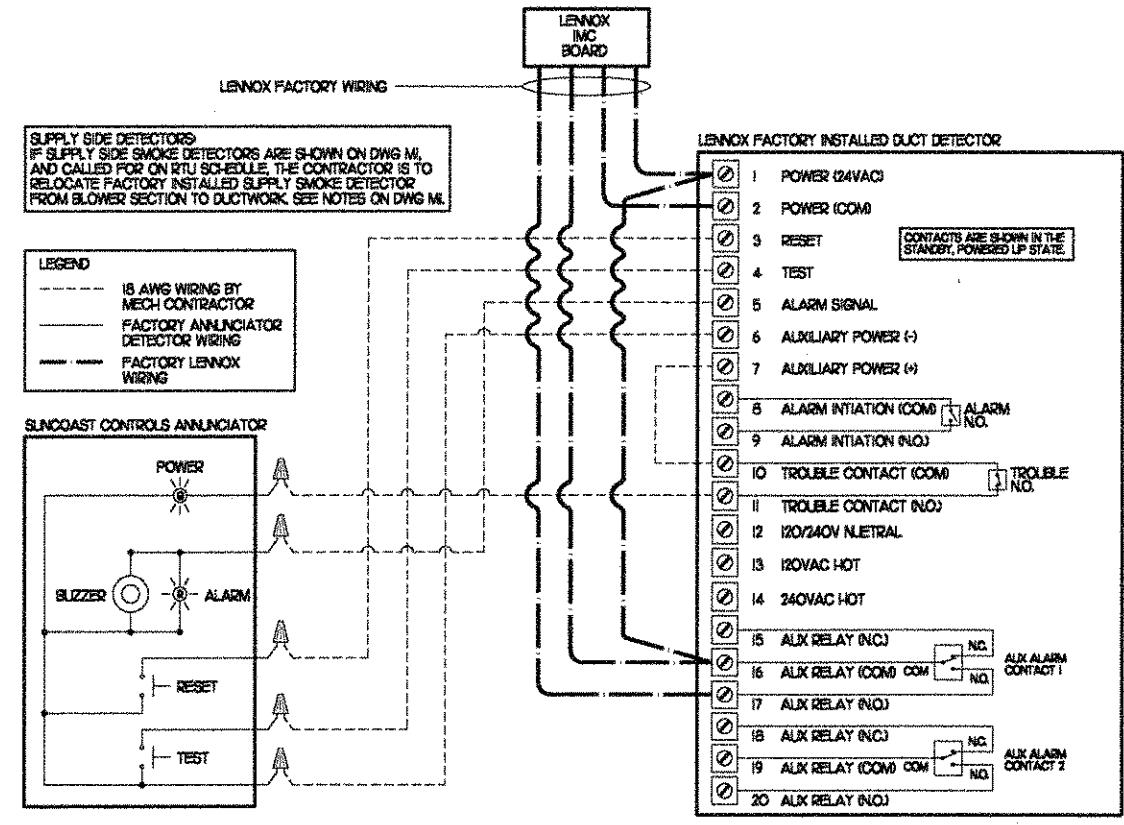 LENNOX
IMC
BOARD
LENNOX FACTORY WIRING
SUPPLY SIDE DETECTORS:
IF SUPPLY SIDE SMOKE DETECTORS ARE SHOWN ON DWG M1,
AND CALLED FOR ON RTU SCHEDULE, THE CONTRACTOR IS TO
RELOCATE FACTORY INSTALLED SUPPLY SMOKE DETECTOR
FROM BLOWER SECTION TO DUCTWORK. SEE NOTES ON DWG M1.
LEGEND
18 AWG WIRING BY
MECH CONTRACTOR
FACTORY ANNUNCIATOR
DETECTOR WIRING
FACTORY LENNOX
WIRING
SUNCOAST CONTROLS ANNUNCIATOR
POWER
BUZZER
ALARM
RESET
TEST
LENNOX FACTORY INSTALLED DUCT DETECTOR
1 POWER (24VAC)
2 POWER (COM)
3 RESET
CONTACTS ARE SHOWN IN THE
STANDBY, POWERED UP STATE.
4 TEST
5 ALARM SIGNAL
6 AUXILIARY POWER (-)
7 AUXILIARY POWER (+)
8 ALARM INTIATION (COM)
9 ALARM INTIATION (N.O.)
ALARM
N.O.
10 TROUBLE CONTACT (COM)
11 TROUBLE CONTACT (N.O.)
TROUBLE
N.O.
12 120/240V NUETRAL
13 120VAC HOT
14 240VAC HOT
15 AUX RELAY (N.C.)
16 AUX RELAY (COM)
17 AUX RELAY (N.O.)
COM
N.C.
N.O.
AUX ALARM
CONTACT 1
18 AUX RELAY (N.C.)
19 AUX RELAY (COM)
20 AUX RELAY (N.O.)
COM
N.C.
N.O.
AUX ALARM
CONTACT 2